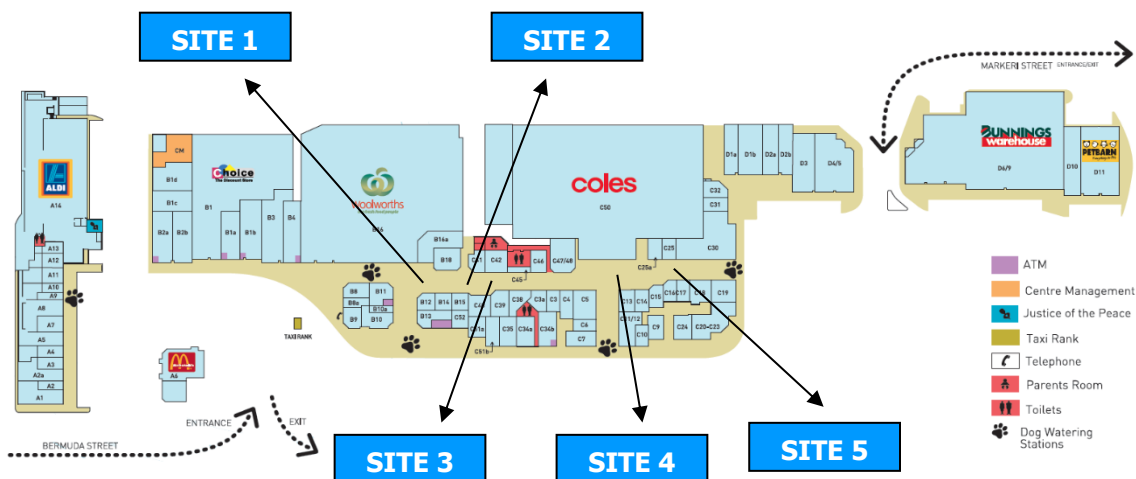 SITE 1
SITE 2
MARKERI STREET ENTRANCE/EXIT
CM
Choice
The Discount Store
B1d
B1c
B2a
B2b
B1
B1a
B1b
B3
B4
woolworths
B16a
B18
coles
C50
D1a
D1b
D2a
D2b
D3
D4/5
BUNNINGS
warehouse
D6/9
D10
PETBARN
D11
ALDI
A14
A13
A12
A11
A10
A9
A8
A7
A5
A4
A3
A2a
A2
A1
C32
C31
C30
C25
C25a
C41
C42
C46
C45
C47/48
B8
B8a
B9
B10
B10a
B11
B12
B14
B15
B13
C52
C39
C38
C3a
C3
C4
C5
C6
C7
C51a
C51b
C35
C34a
C34b
C13
C14
C15
C16
C17
C18
C19
C11/12
C10
C9
C24
C20-C23
TAXI RANK
A6
ENTRANCE
EXIT
BERMUDA STREET
ATM
Centre Management
Justice of the Peace
Taxi Rank
Telephone
Parents Room
Toilets
Dog Watering
Stations
SITE 3
SITE 4
SITE 5